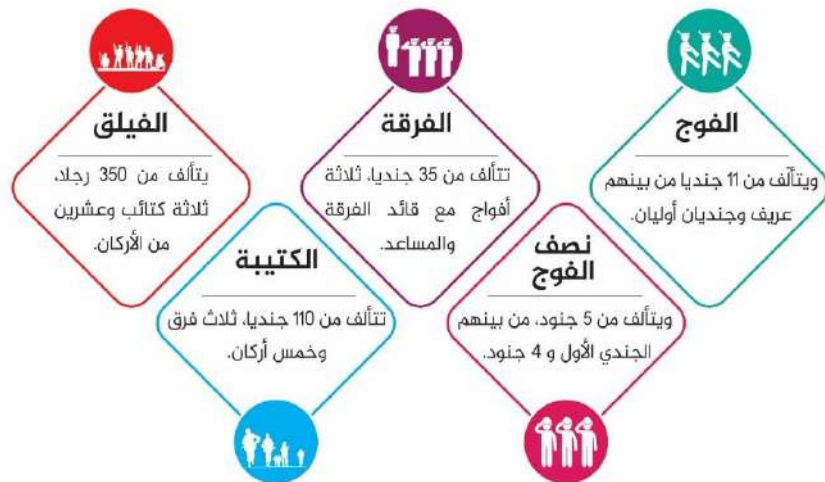 الفوج
ويتألف من 11 جنديا من بينهم
عريف وجنديان أوليان.
نصف
الفوج
ويتألف من 5 جنود، من بينهم
الجندي الأول و 4 جنود.
الفرقة
تتألف من 35 جنديا، ثلاثة
أفواج مع قائد الفرقة
والمساعد.
الكتيبة
تتألف من 110 جنديا، ثلاث فرق
وخمس أركان.
الفيلق
يتألف من 350 رجلا،
ثلاثة كتائب وعشرين
من الأركان.